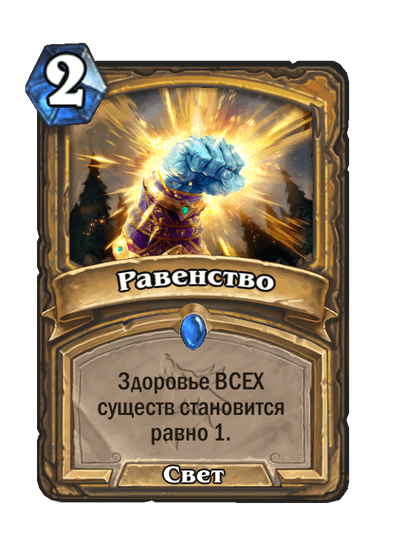 2
Равенство
Здоровье ВСЕХ
существ становится
равно 1.
Свет